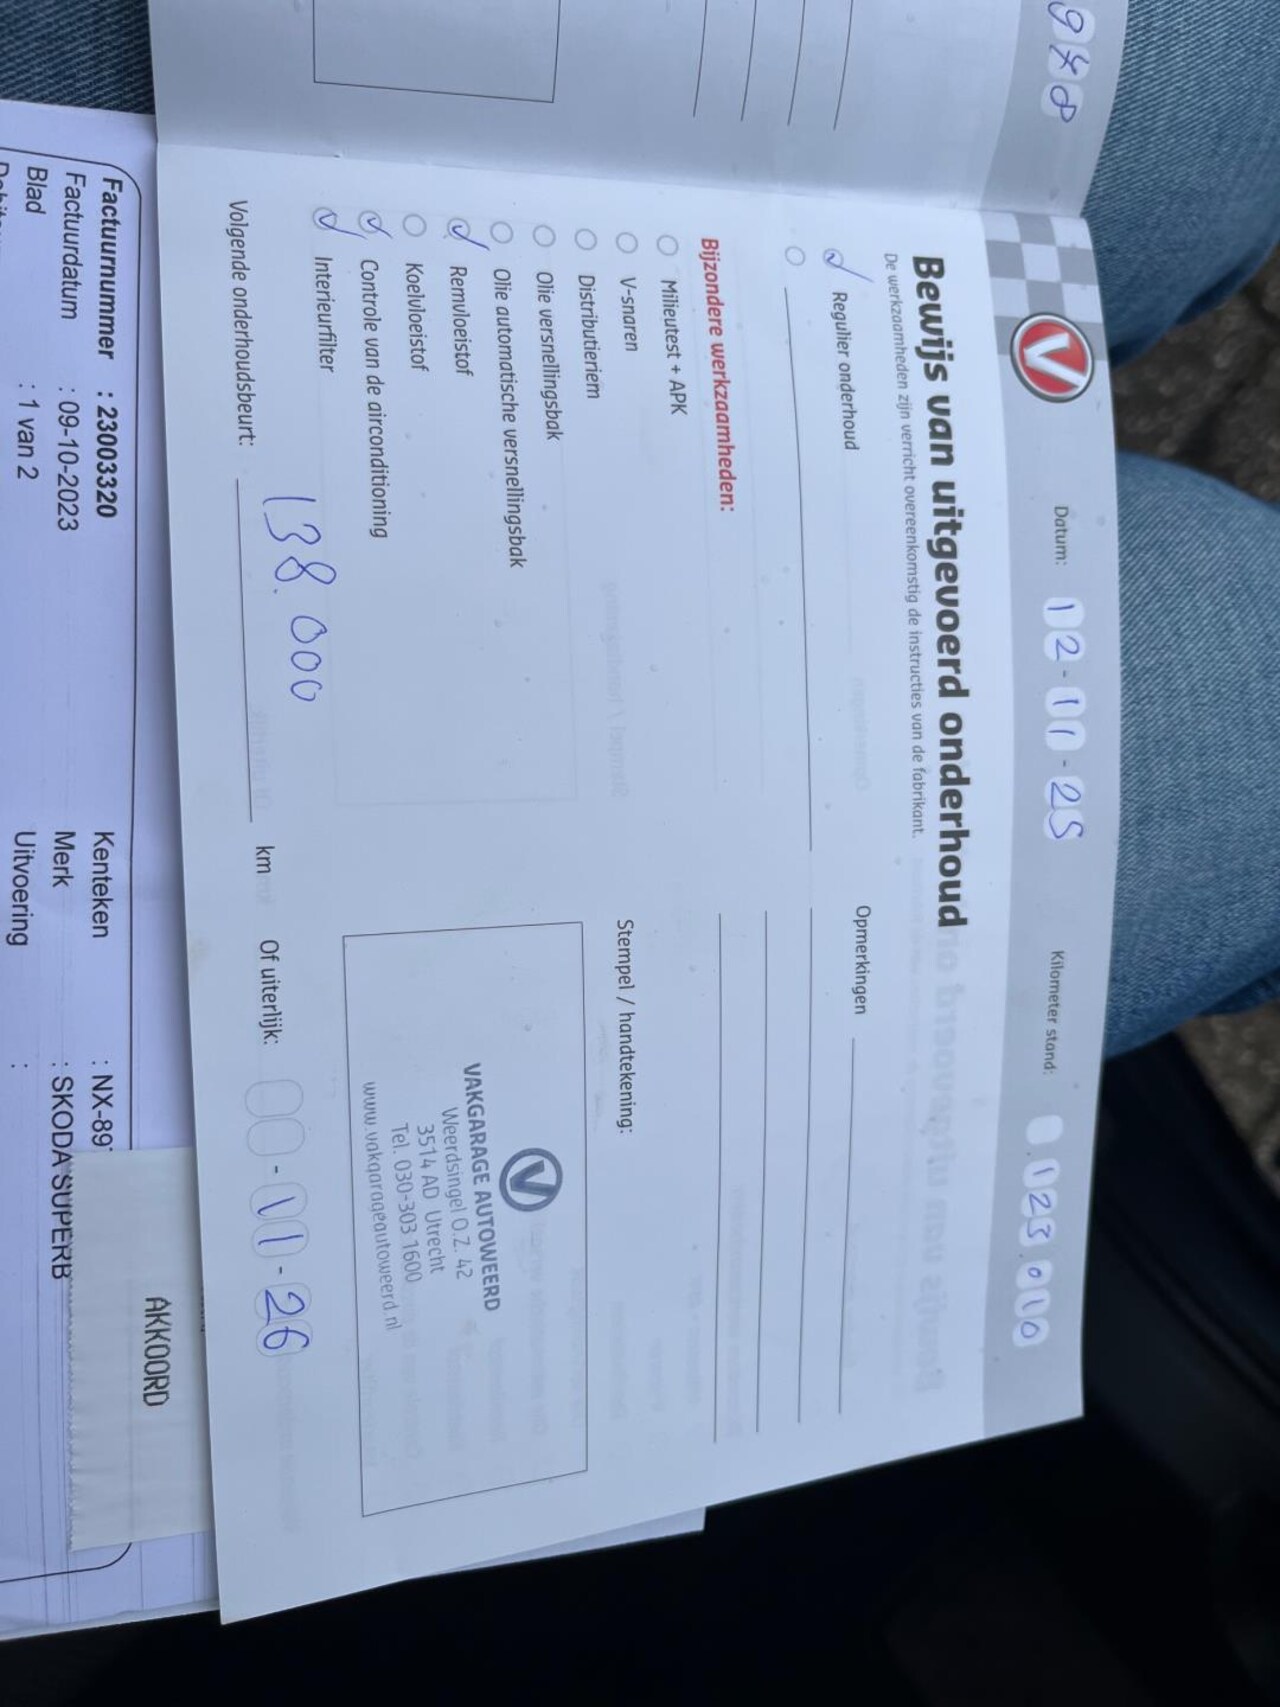 948
Datum: 12-11-25 Kilometer stand: 123.010
V
Bewijs van uitgevoerd onderhoud
De werkzaamheden zijn verricht overeenkomstig de instructies van de fabrikant.
Regulier onderhoud
Opmerkingen
Bijzondere werkzaamheden:
Milieutest + APK
V-snaren
Distributieriem
Olie versnellingsbak
Olie automatische versnellingsbak
Remvloeistof
Koelvloeistof
Controle van de airconditioning
Interieurfilter
Stempel / handtekening:
V
VAKGARAGE AUTOWEERD
Weerdsingel O.Z. 42
3514 AD Utrecht
Tel. 030-303 1600
www.vakgarageautoweerd.nl
Volgende onderhoudsbeurt: 138.000 km Of uiterlijk: -11-26
AKKOORD
Factuurnummer : 23003320 Kenteken : NX-89
Factuurdatum : 09-10-2023 Merk : SKODA SUPERB
Blad : 1 van 2 Uitvoering :